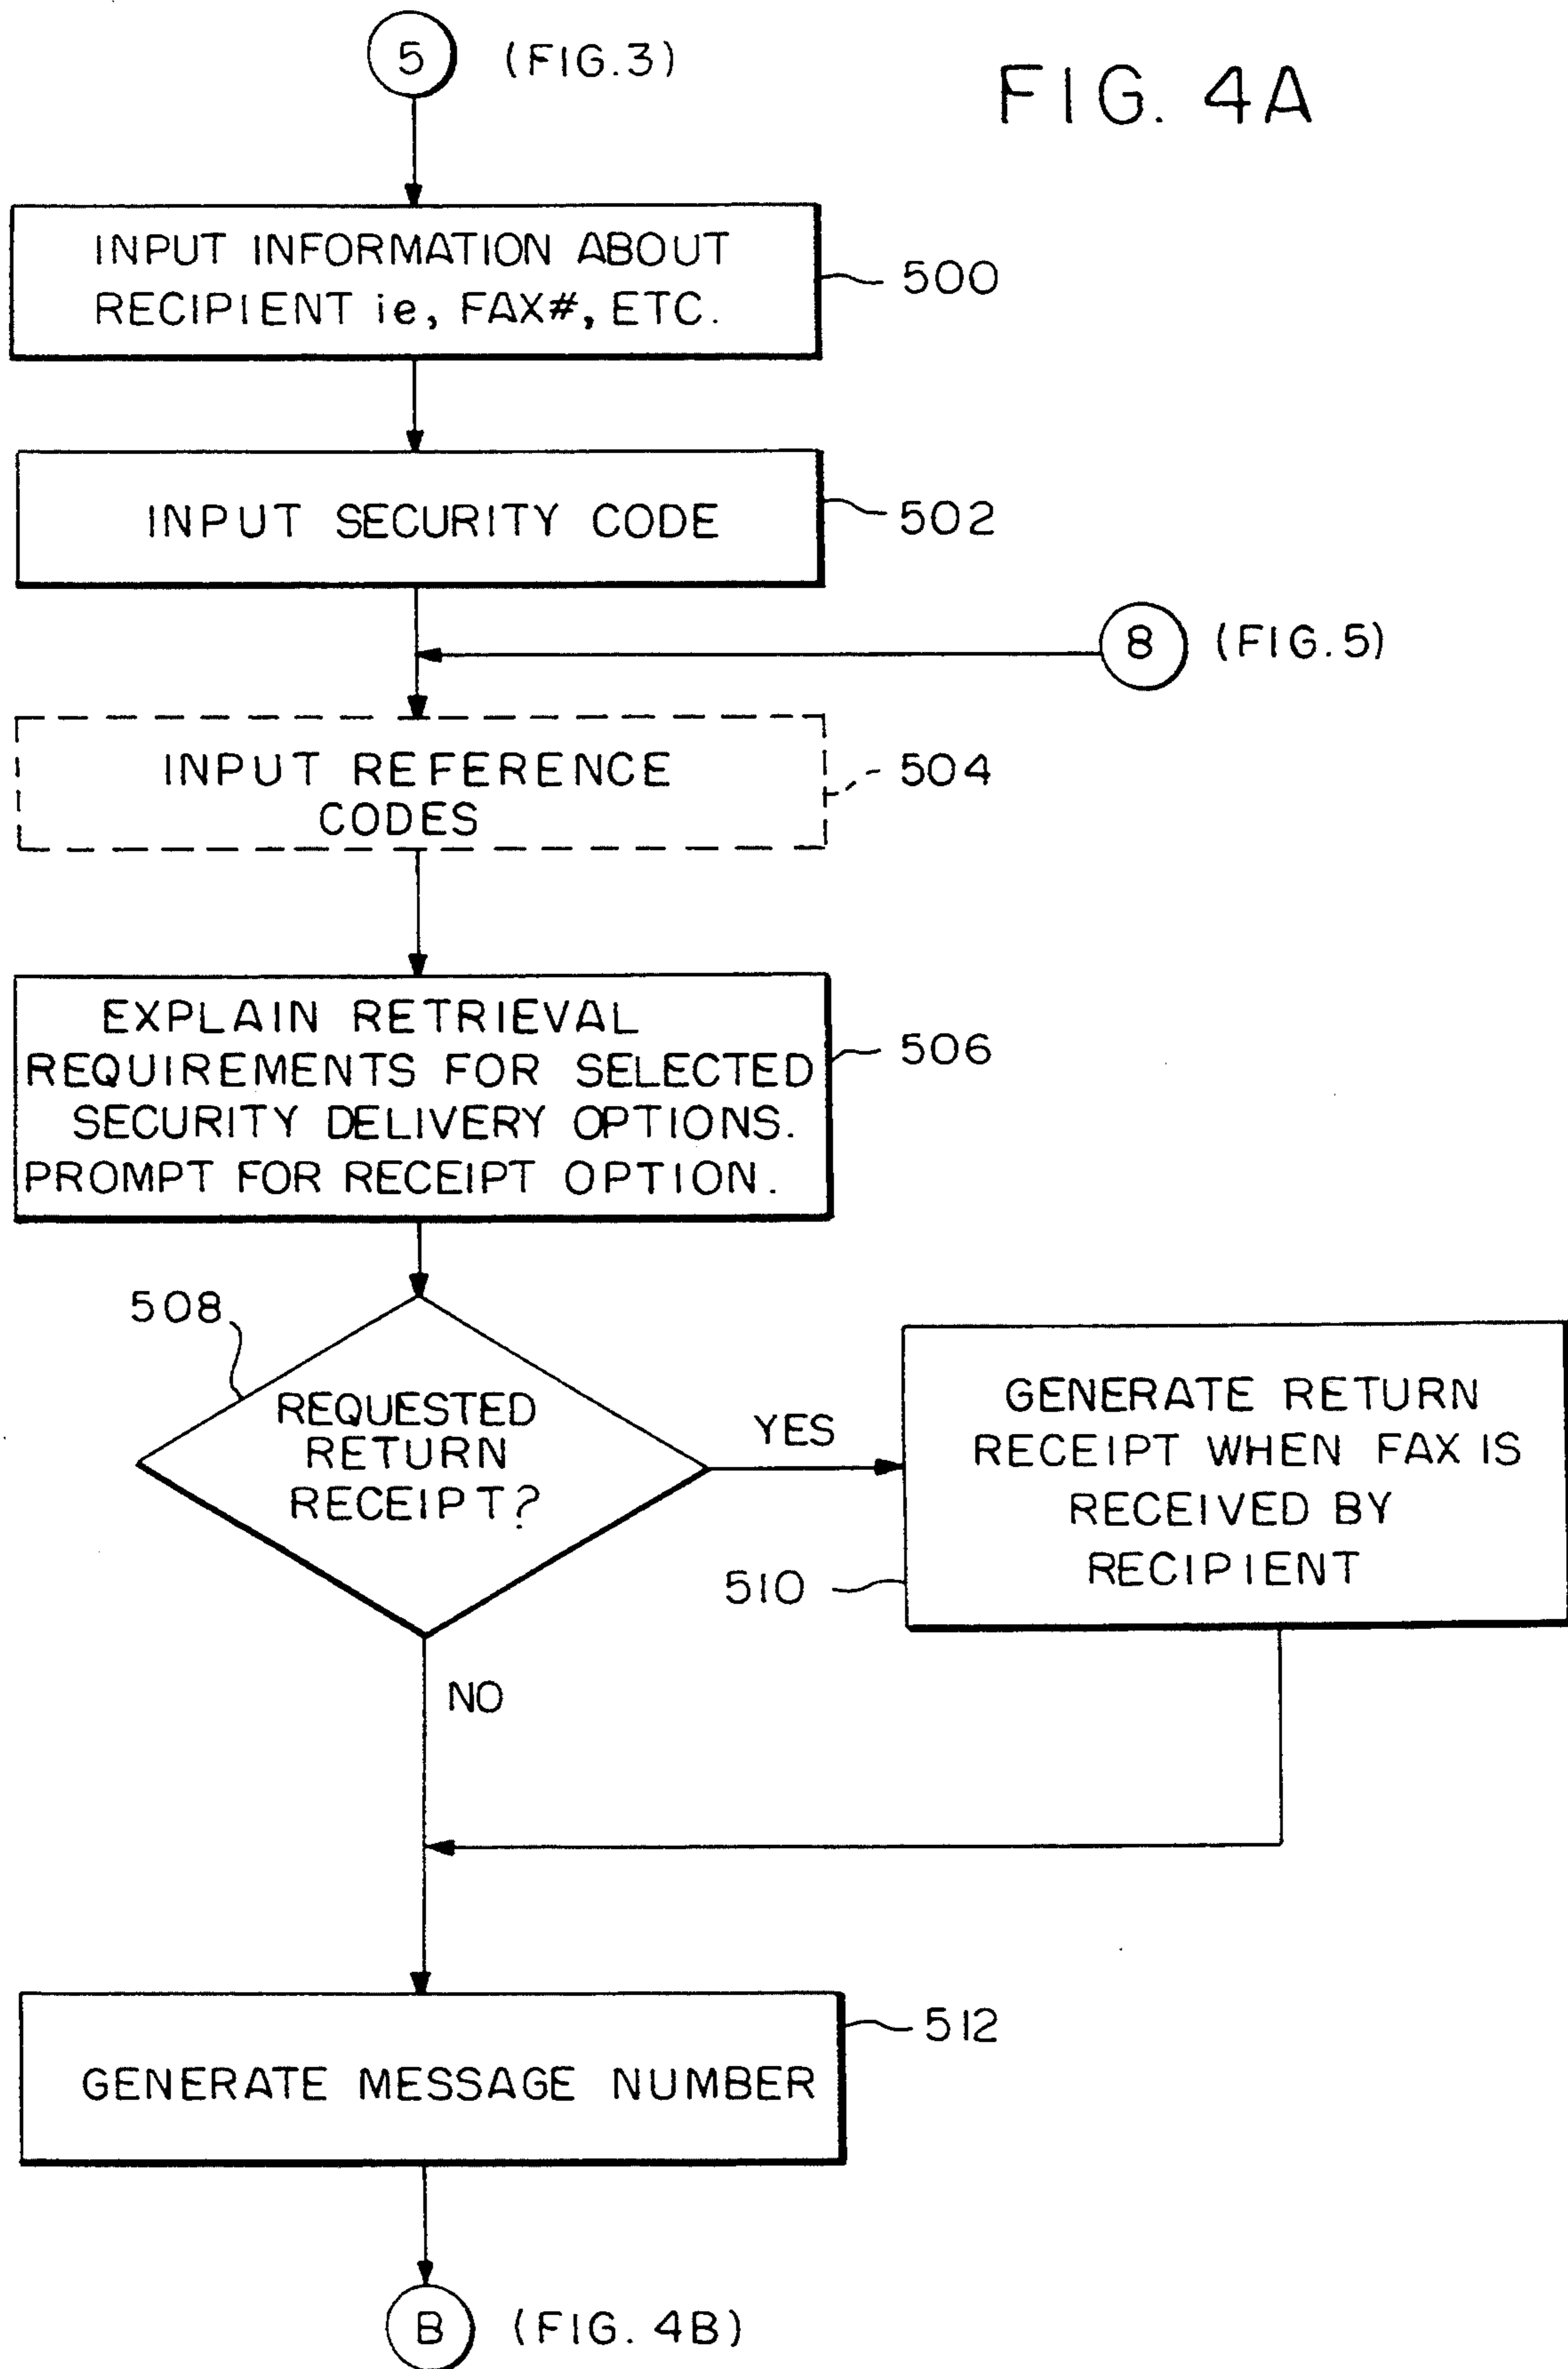 5 (FIG.3)
FIG. 4A
INPUT INFORMATION ABOUT
RECIPIENT ie, FAX#, ETC.
500
INPUT SECURITY CODE
502
8 (FIG.5)
INPUT REFERENCE
CODES
504
EXPLAIN RETRIEVAL
REQUIREMENTS FOR SELECTED
SECURITY DELIVERY OPTIONS.
PROMPT FOR RECEIPT OPTION.
506
508
REQUESTED
RETURN
RECEIPT?
YES
GENERATE RETURN
RECEIPT WHEN FAX IS
RECEIVED BY
RECIPIENT
510
NO
GENERATE MESSAGE NUMBER
512
B (FIG. 4B)